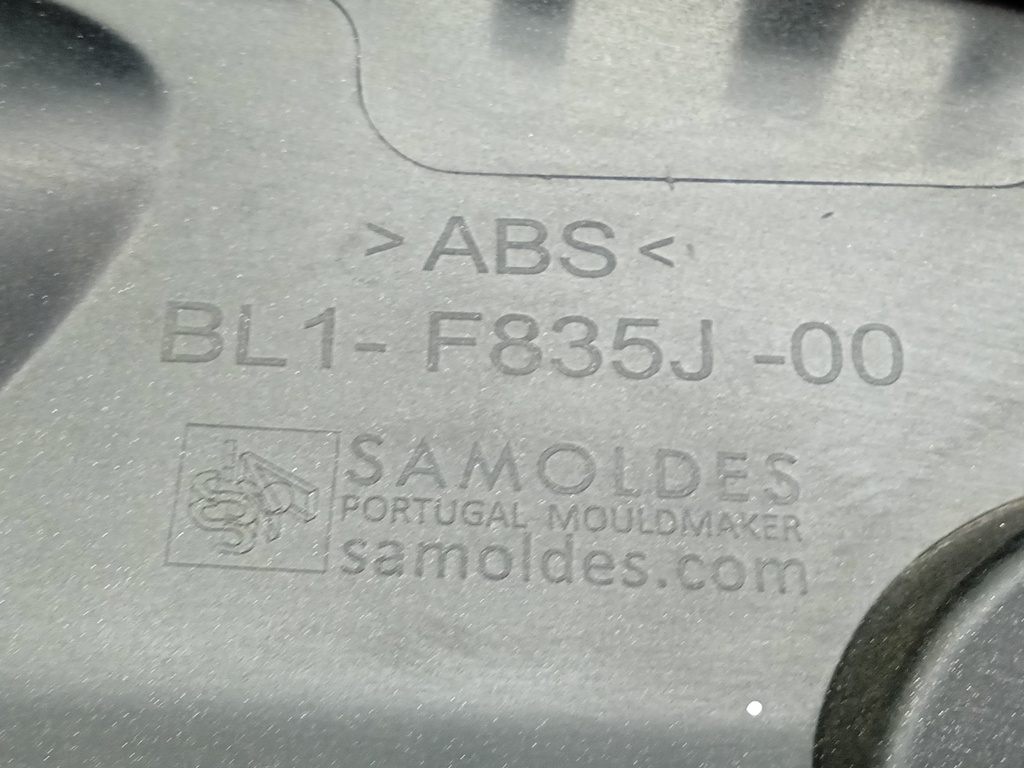 >ABS<
BL1-F835J-00
SAMOLDES
PORTUGAL MOULDMAKER
samoldes.com